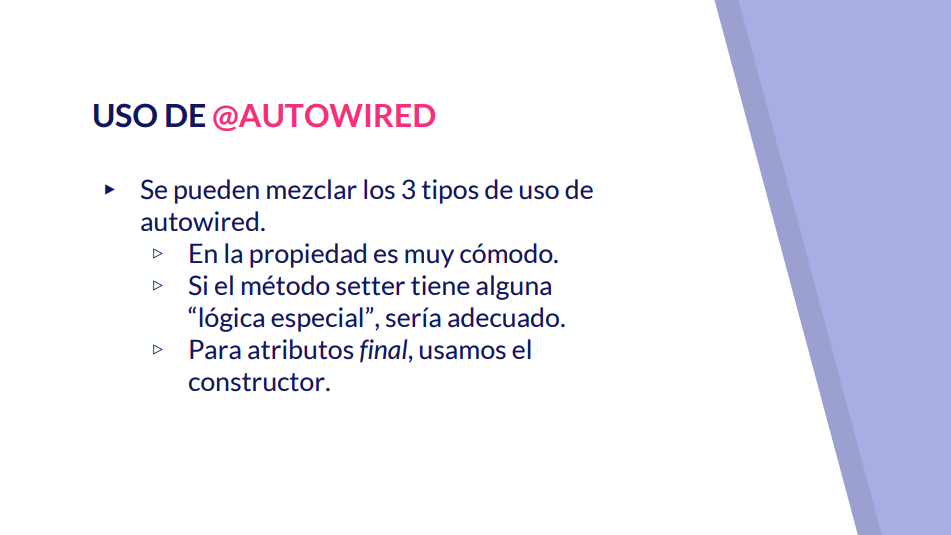 USO DE @AUTOWIRED
▸ Se pueden mezclar los 3 tipos de uso de
autowired.
▹ En la propiedad es muy cómodo.
▹ Si el método setter tiene alguna
“lógica especial”, sería adecuado.
▹ Para atributos final, usamos el
constructor.